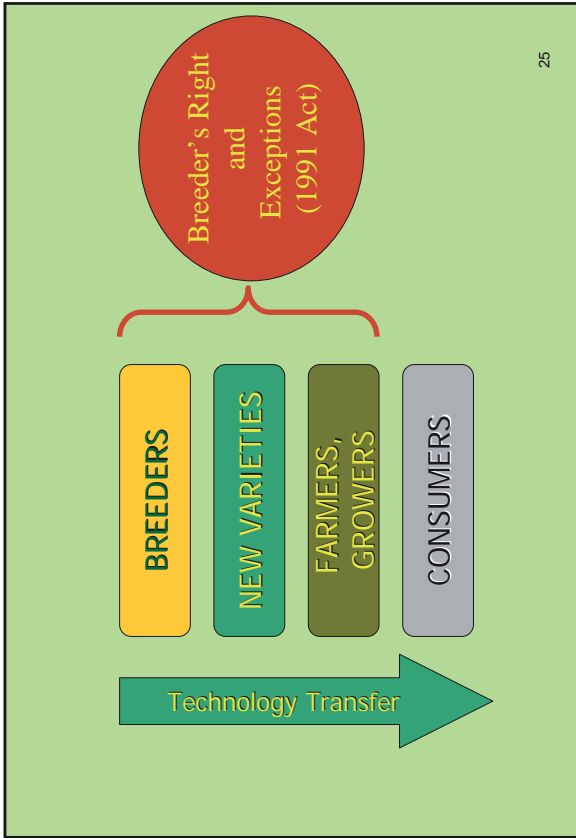 Breeder's Right
and
Exceptions
(1991 Act)
BREEDERS
NEW VARIETIES
FARMERS,
GROWERS
CONSUMERS
Technology Transfer
25